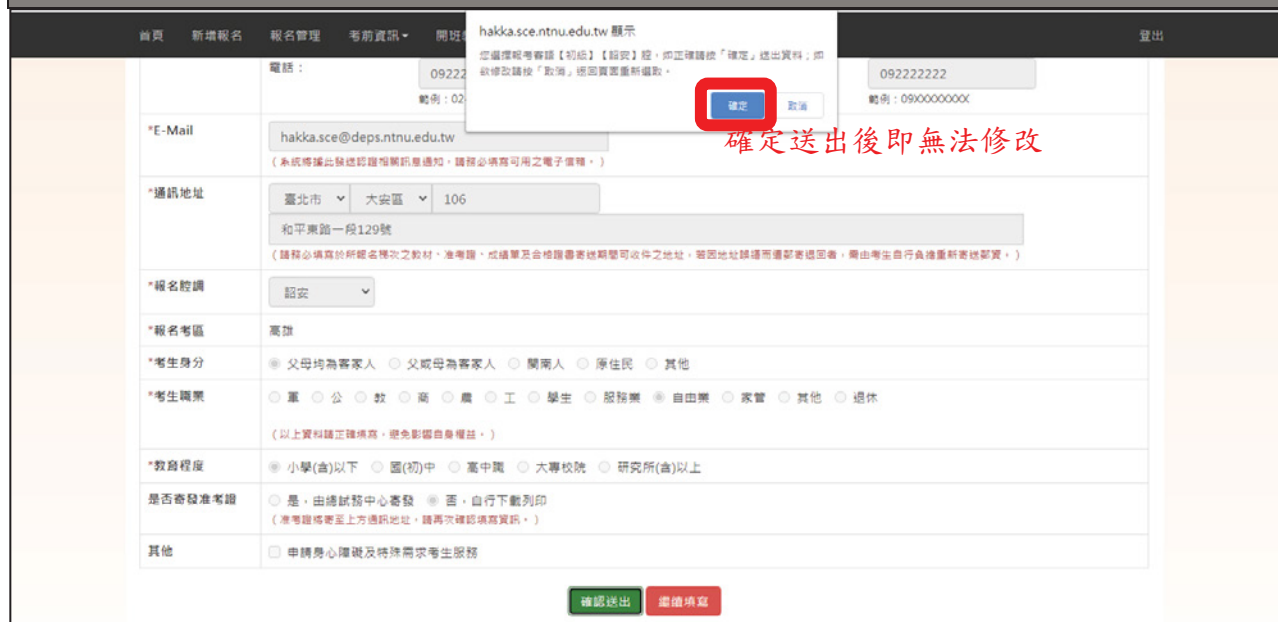 首頁 新增報名 報名管理 考前資訊 開班 登出
hakka.sce.ntnu.edu.tw 顯示
您選擇報考客語【初級】【詔安】腔,如正確請按「確定」送出資料;如
欲修改請按「取消」返回頁面重新選取。
確定 取消
確定送出後即無法修改
電話:
09222
092222222
範例:02
範例:09XXXXXXXX
*E-Mail
hakka.sce@deps.ntnu.edu.tw
(系統將據此發送認證相關訊息通知,請務必填寫可用之電子信箱。)
*通訊地址
臺北市 大安區 106
和平東路一段129號
(請務必填寫於所報名梯次之教材、准考證、成績單及合格證書寄送期間可收件之地址,若因地址錯誤而遭郵寄退回者,需由考生自行負擔重新寄送郵資。)
*報名腔調
詔安
*報名考區
高雄
*考生身分
父母均為客家人 父或母為客家人 閩南人 原住民 其他
*考生職業
軍 公 教 商 農 工 學生 服務業 自由業 家管 其他 退休
(以上資料請正確填寫,避免影響自身權益。)
*教育程度
小學(含)以下 國(初)中 高中職 大專校院 研究所(含)以上
是否寄發准考證
是,由總試務中心寄發 否,自行下載列印
(准考證將寄至上方通訊地址,請再次確認填寫資訊。)
其他
申請身心障礙及特殊需求考生服務
確認送出 繼續填寫